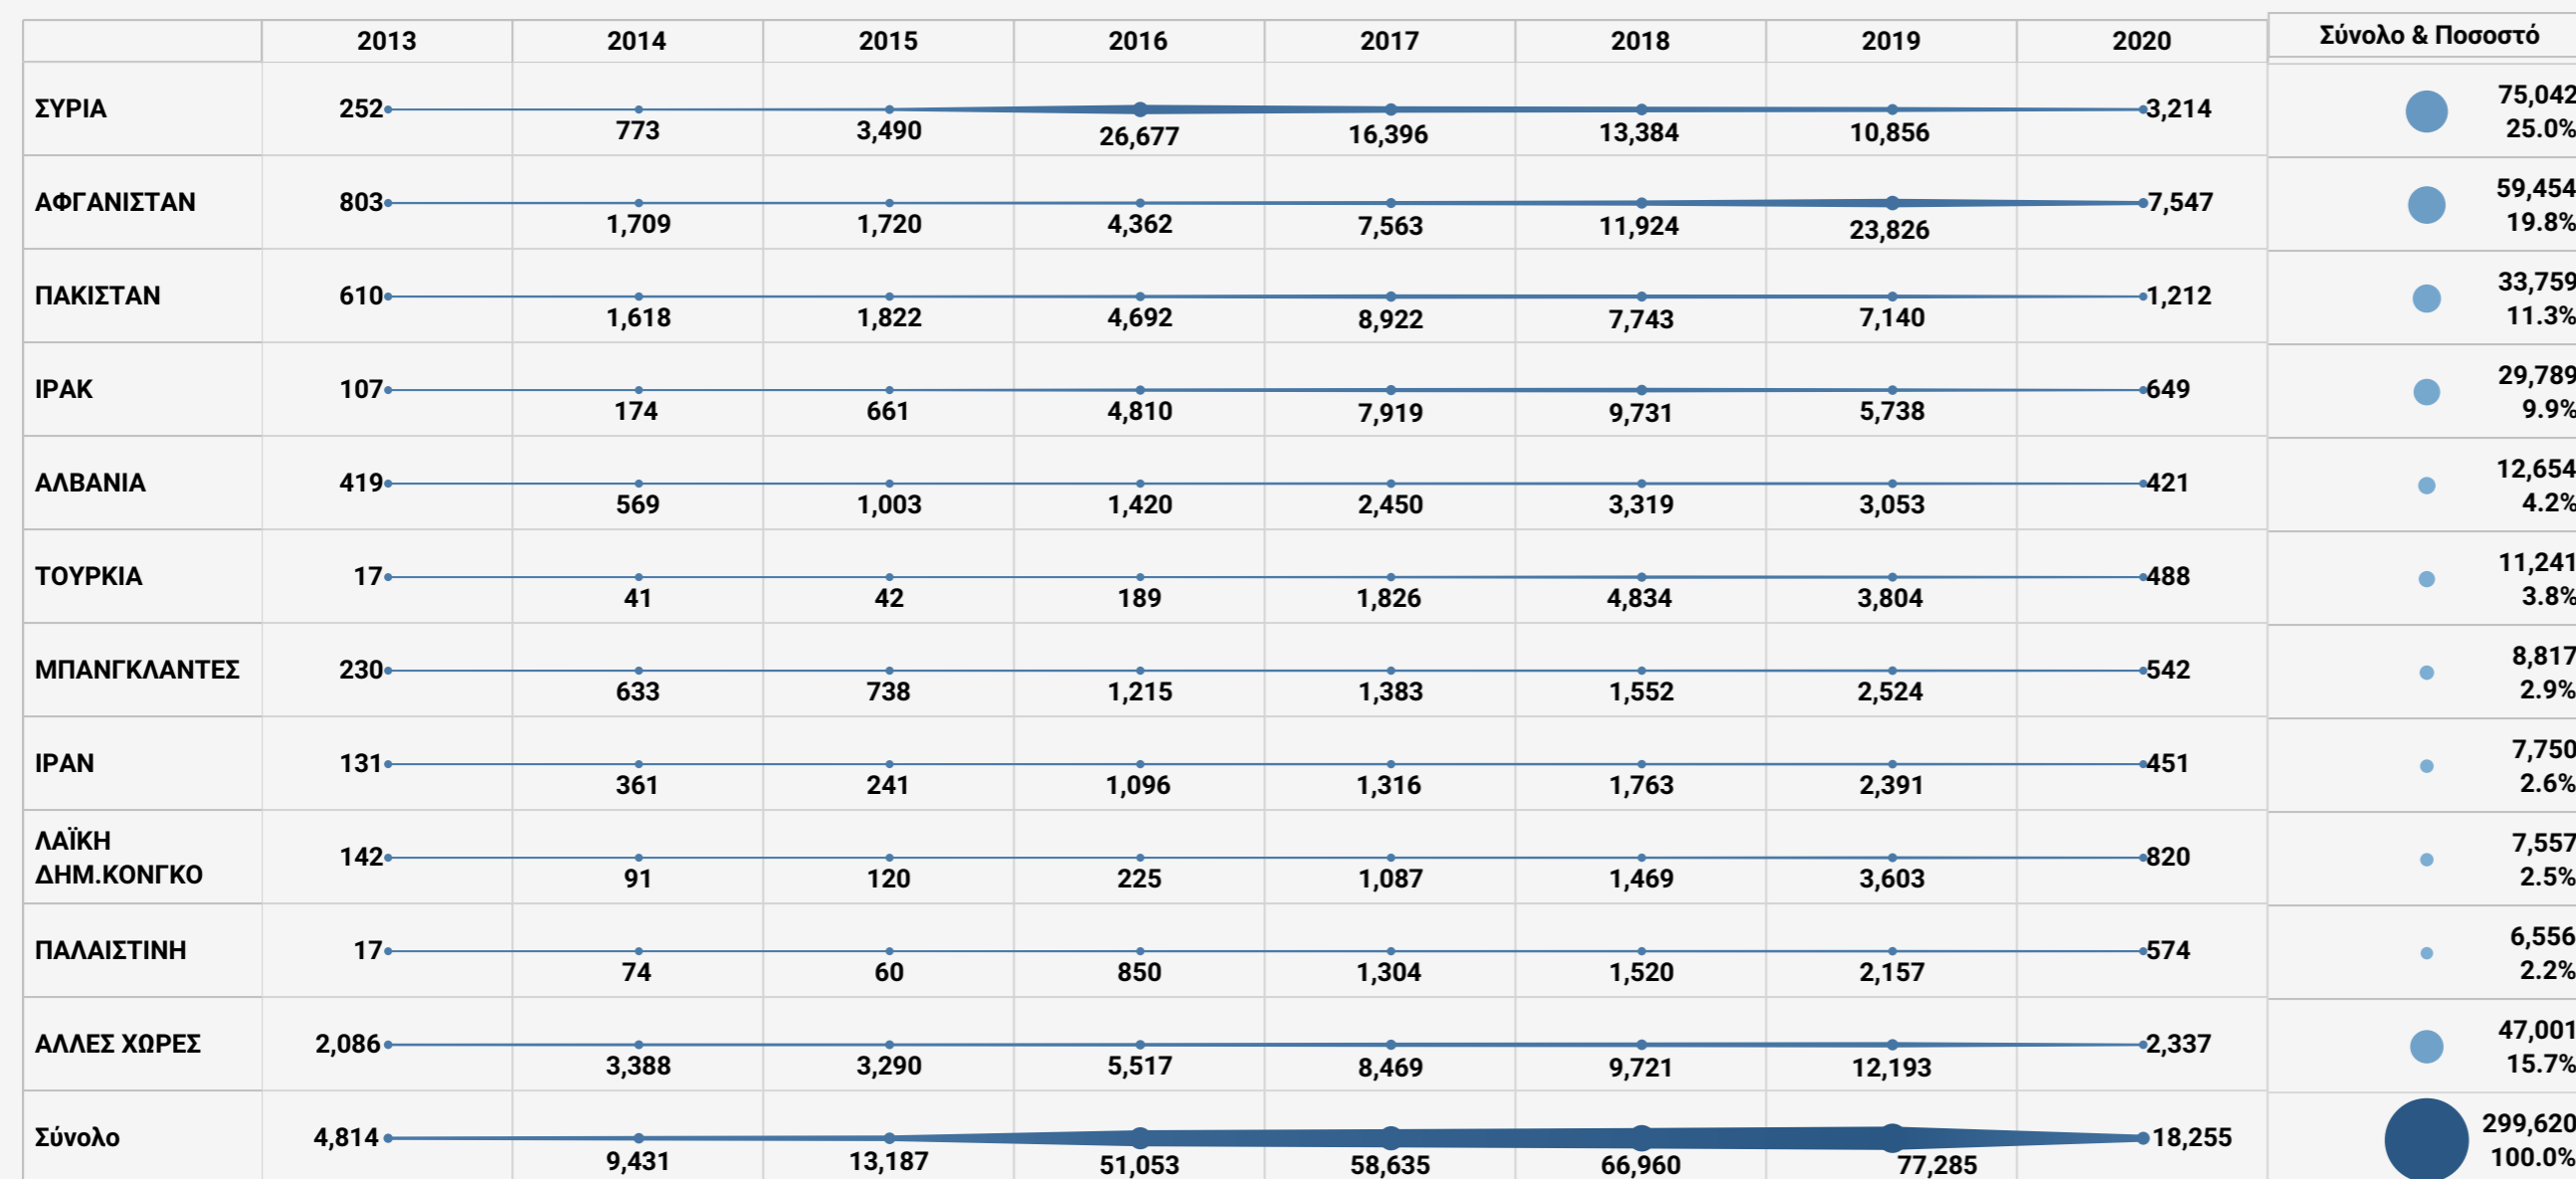 2013 2014 2015 2016 2017 2018 2019 2020 Σύνολο & Ποσοστό
ΣΥΡΙΑ 252 773 3,490 26,677 16,396 13,384 10,856 3,214 75,042
25.0%
ΑΦΓΑΝΙΣΤΑΝ 803 1,709 1,720 4,362 7,563 11,924 23,826 7,547 59,454
19.8%
ΠΑΚΙΣΤΑΝ 610 1,618 1,822 4,692 8,922 7,743 7,140 1,212 33,759
11.3%
ΙΡΑΚ 107 174 661 4,810 7,919 9,731 5,738 649 29,789
9.9%
ΑΛΒΑΝΙΑ 419 569 1,003 1,420 2,450 3,319 3,053 421 12,654
4.2%
ΤΟΥΡΚΙΑ 17 41 42 189 1,826 4,834 3,804 488 11,241
3.8%
ΜΠΑΝΓΚΛΑΝΤΕΣ 230 633 738 1,215 1,383 1,552 2,524 542 8,817
2.9%
ΙΡΑΝ 131 361 241 1,096 1,316 1,763 2,391 451 7,750
2.6%
ΛΑΪΚΗ
ΔΗΜ.ΚΟΝΓΚΟ 142 91 120 225 1,087 1,469 3,603 820 7,557
2.5%
ΠΑΛΑΙΣΤΙΝΗ 17 74 60 850 1,304 1,520 2,157 574 6,556
2.2%
ΑΛΛΕΣ ΧΩΡΕΣ 2,086 3,388 3,290 5,517 8,469 9,721 12,193 2,337 47,001
15.7%
Σύνολο 4,814 9,431 13,187 51,053 58,635 66,960 77,285 18,255 299,620
100.0%